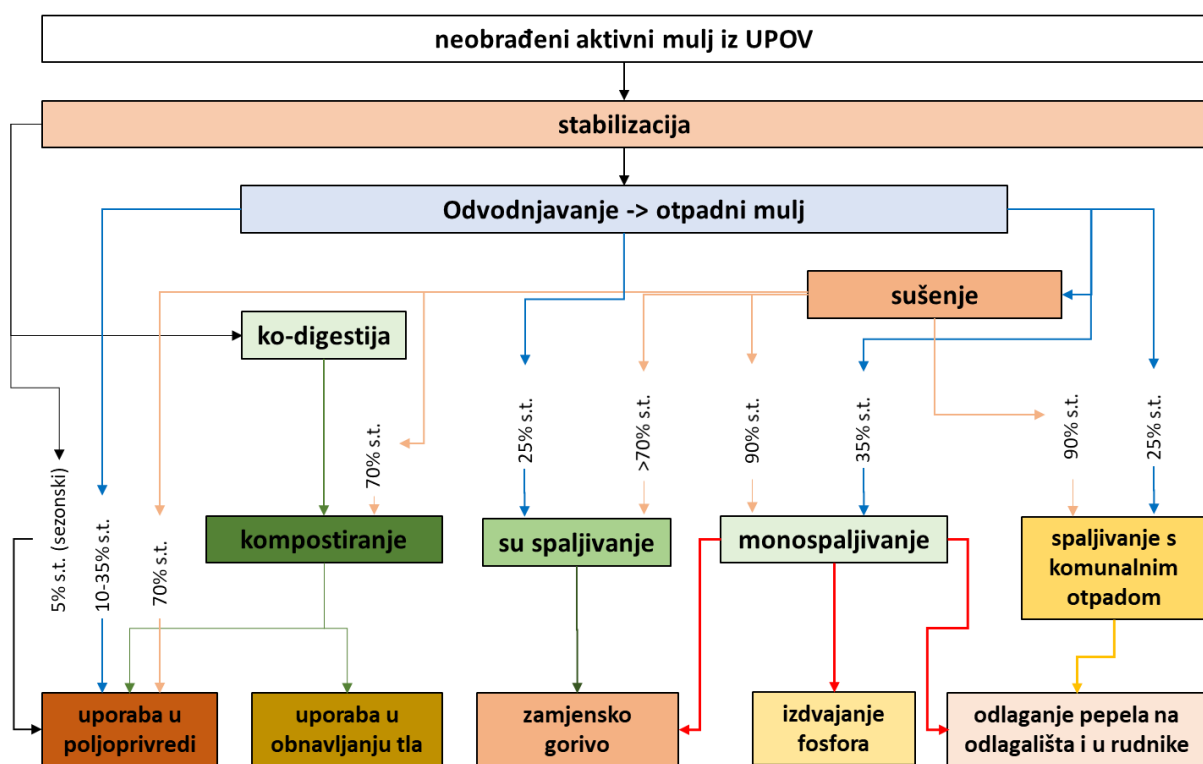 neobrađeni aktivni mulj iz UPOV
stabilizacija
Odvodnjavanje -> otpadni mulj
sušenje
ko-digestija
5% s.t. (sezonski)
10-35% s.t.
70% s.t.
70% s.t.
25% s.t.
>70% s.t.
90% s.t.
35% s.t.
90% s.t.
25% s.t.
kompostiranje
su spaljivanje
monospaljivanje
spaljivanje s
komunalnim
otpadom
uporaba u
poljoprivredi
uporaba u
obnavljanju tla
zamjensko
gorivo
izdvajanje
fosfora
odlaganje pepela na
odlagališta i u rudnike